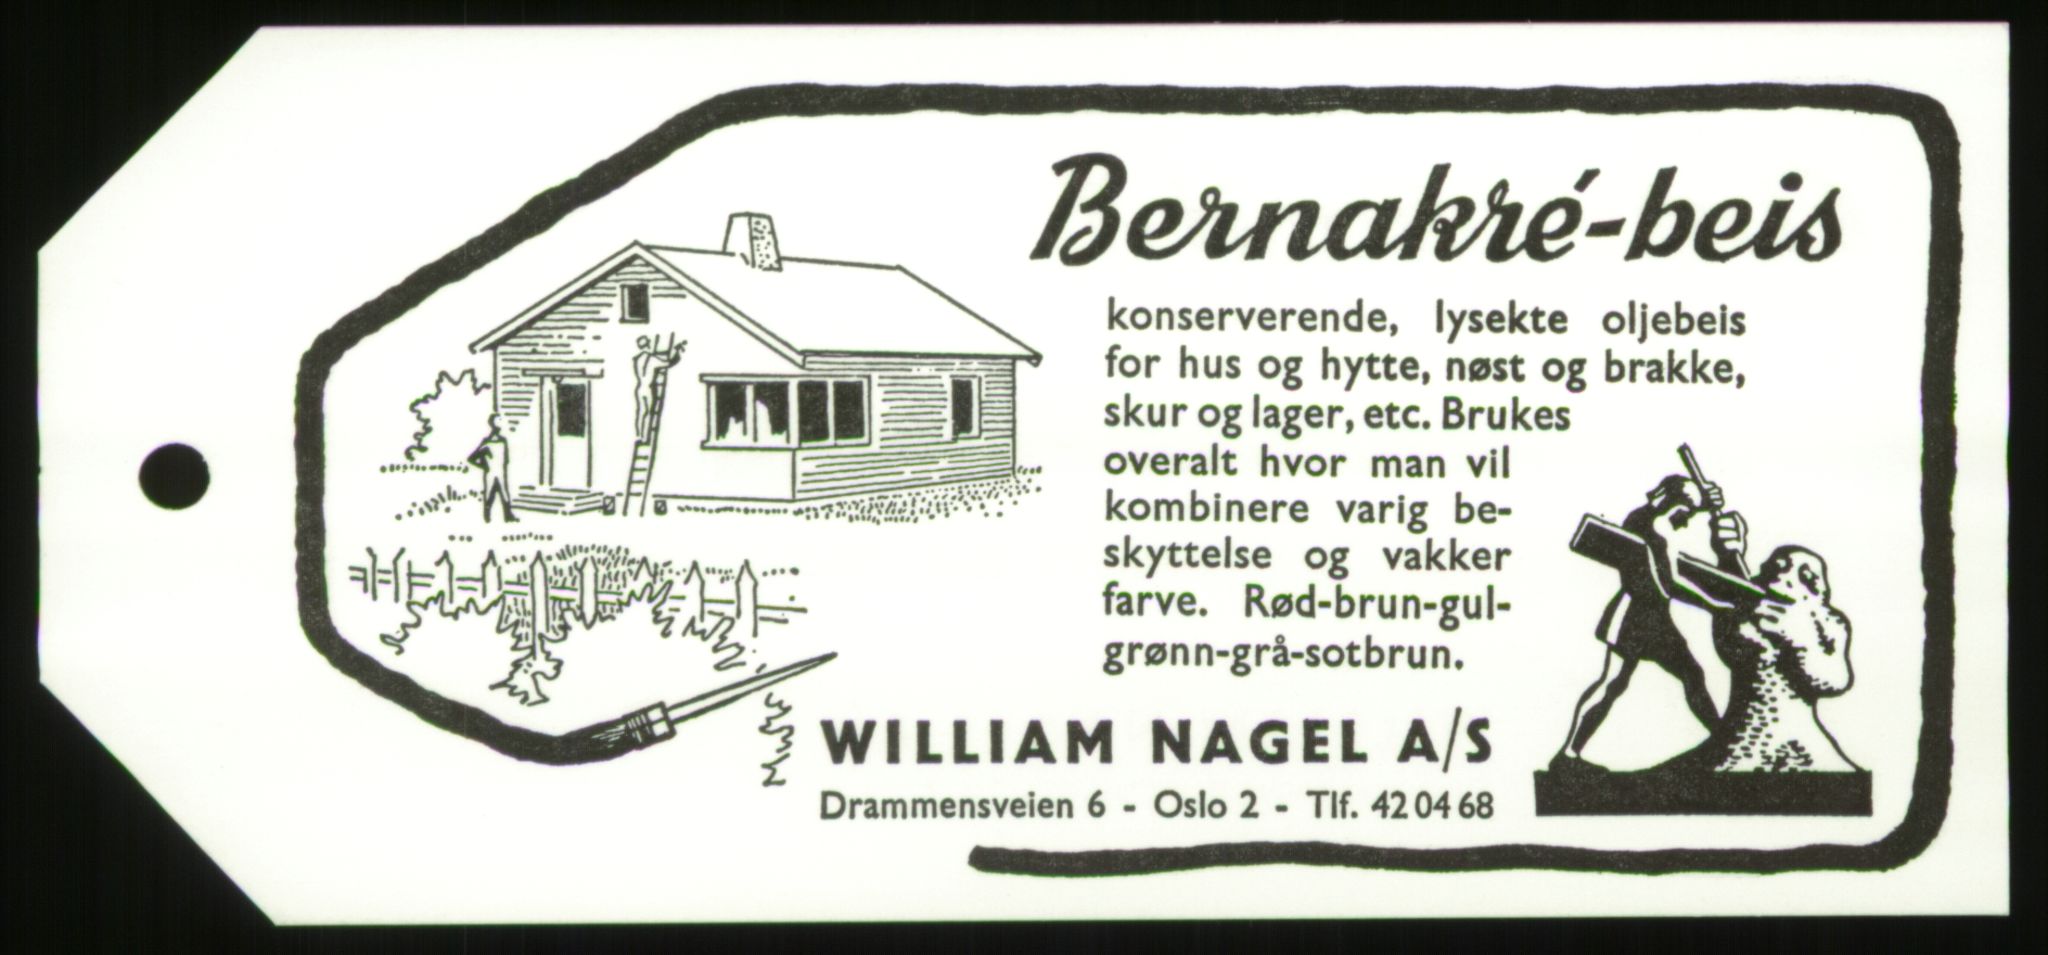 Bernakré-beis
konserverende, lysekte oljebeis
for hus og hytte, nøst og brakke,
skur og lager, etc. Brukes
overalt hvor man vil
kombinere varig be-
skyttelse og vakker
farve. Rød-brun-gul-
grønn-grå-sotbrun.
WILLIAM NAGEL A/S
Drammensveien 6 - Oslo 2 - Tlf. 42 04 68